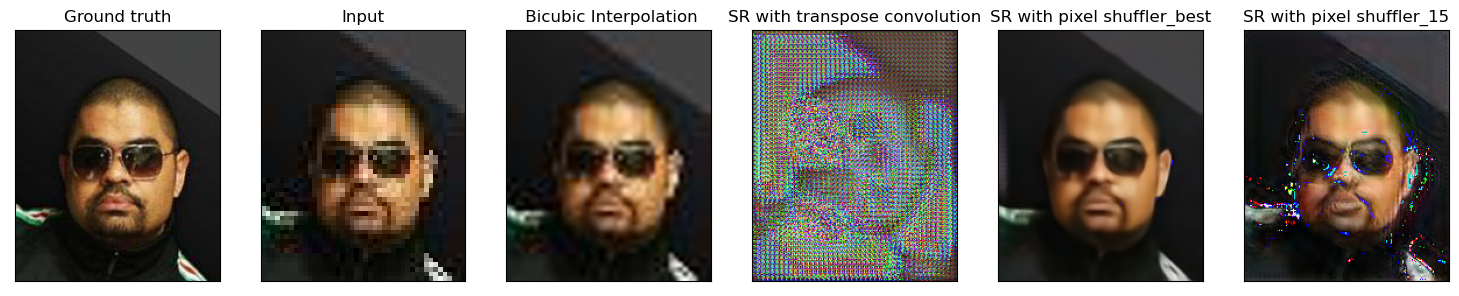 Ground truth
Input
Bicubic Interpolation
SR with transpose convolution
SR with pixel shuffler_best
SR with pixel shuffler_15